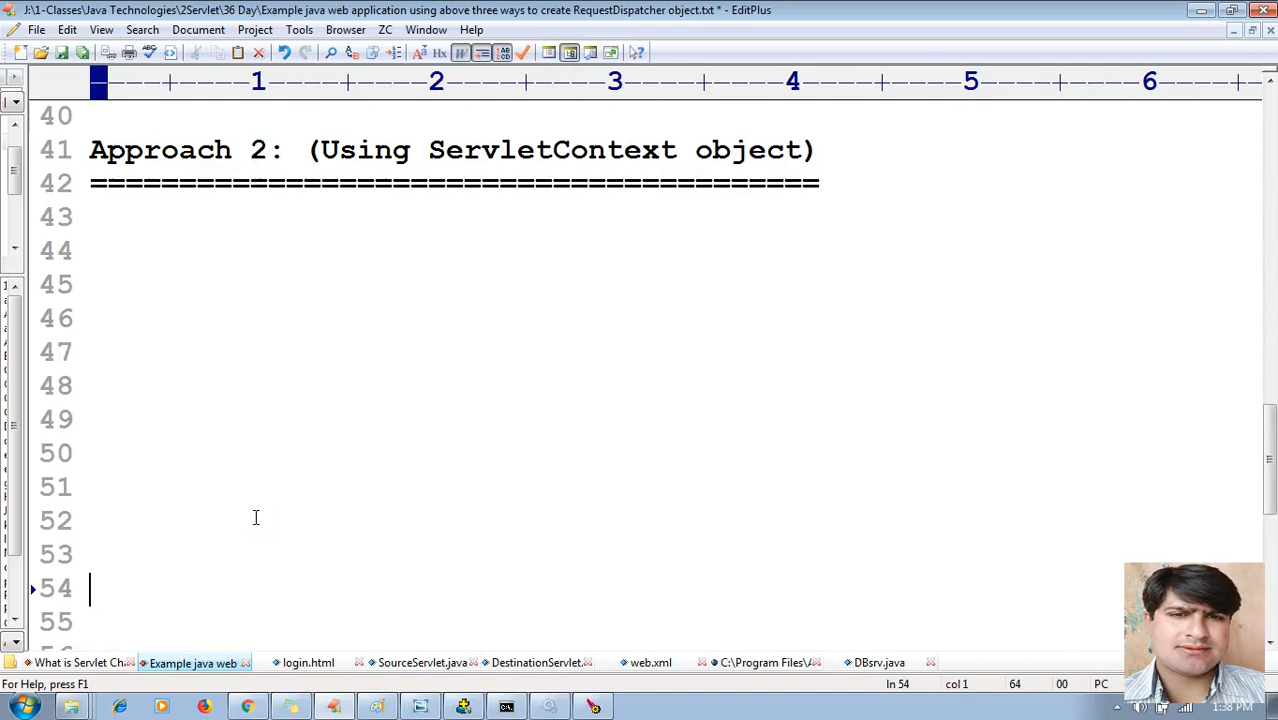 J:\1-Classes\Java Technologies\2Servlet\36 Day\Example java web application using above three ways to create RequestDispatcher object.txt * - EditPlus
File Edit View Search Document Project Tools Browser ZC Window Help
1 2 3 4 5 6
40
41 Approach 2: (Using ServletContext object)
42 =========================================
43
44
45
46
47
48
49
50
51
52
53
54
55
What is Servlet Ch Example java web login.html SourceServlet.java DestinationServlet. web.xml C:\Program Files\A DBsrv.java
For Help, press F1 ln 54 col 1 64 00 PC
1:38 PM